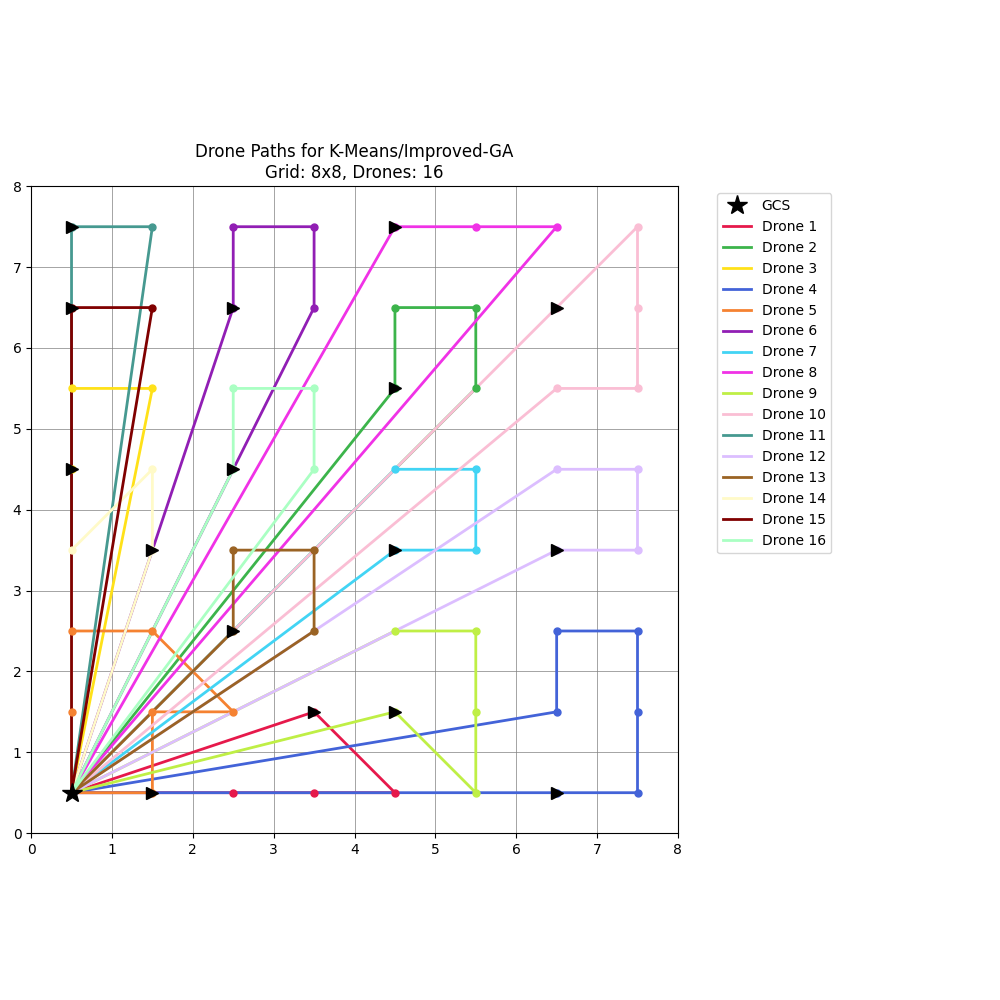 Drone Paths for K-Means/Improved-GA
Grid: 8x8, Drones: 16
8
7
6
5
4
3
2
1
0
0 1 2 3 4 5 6 7 8
GCS
Drone 1
Drone 2
Drone 3
Drone 4
Drone 5
Drone 6
Drone 7
Drone 8
Drone 9
Drone 10
Drone 11
Drone 12
Drone 13
Drone 14
Drone 15
Drone 16